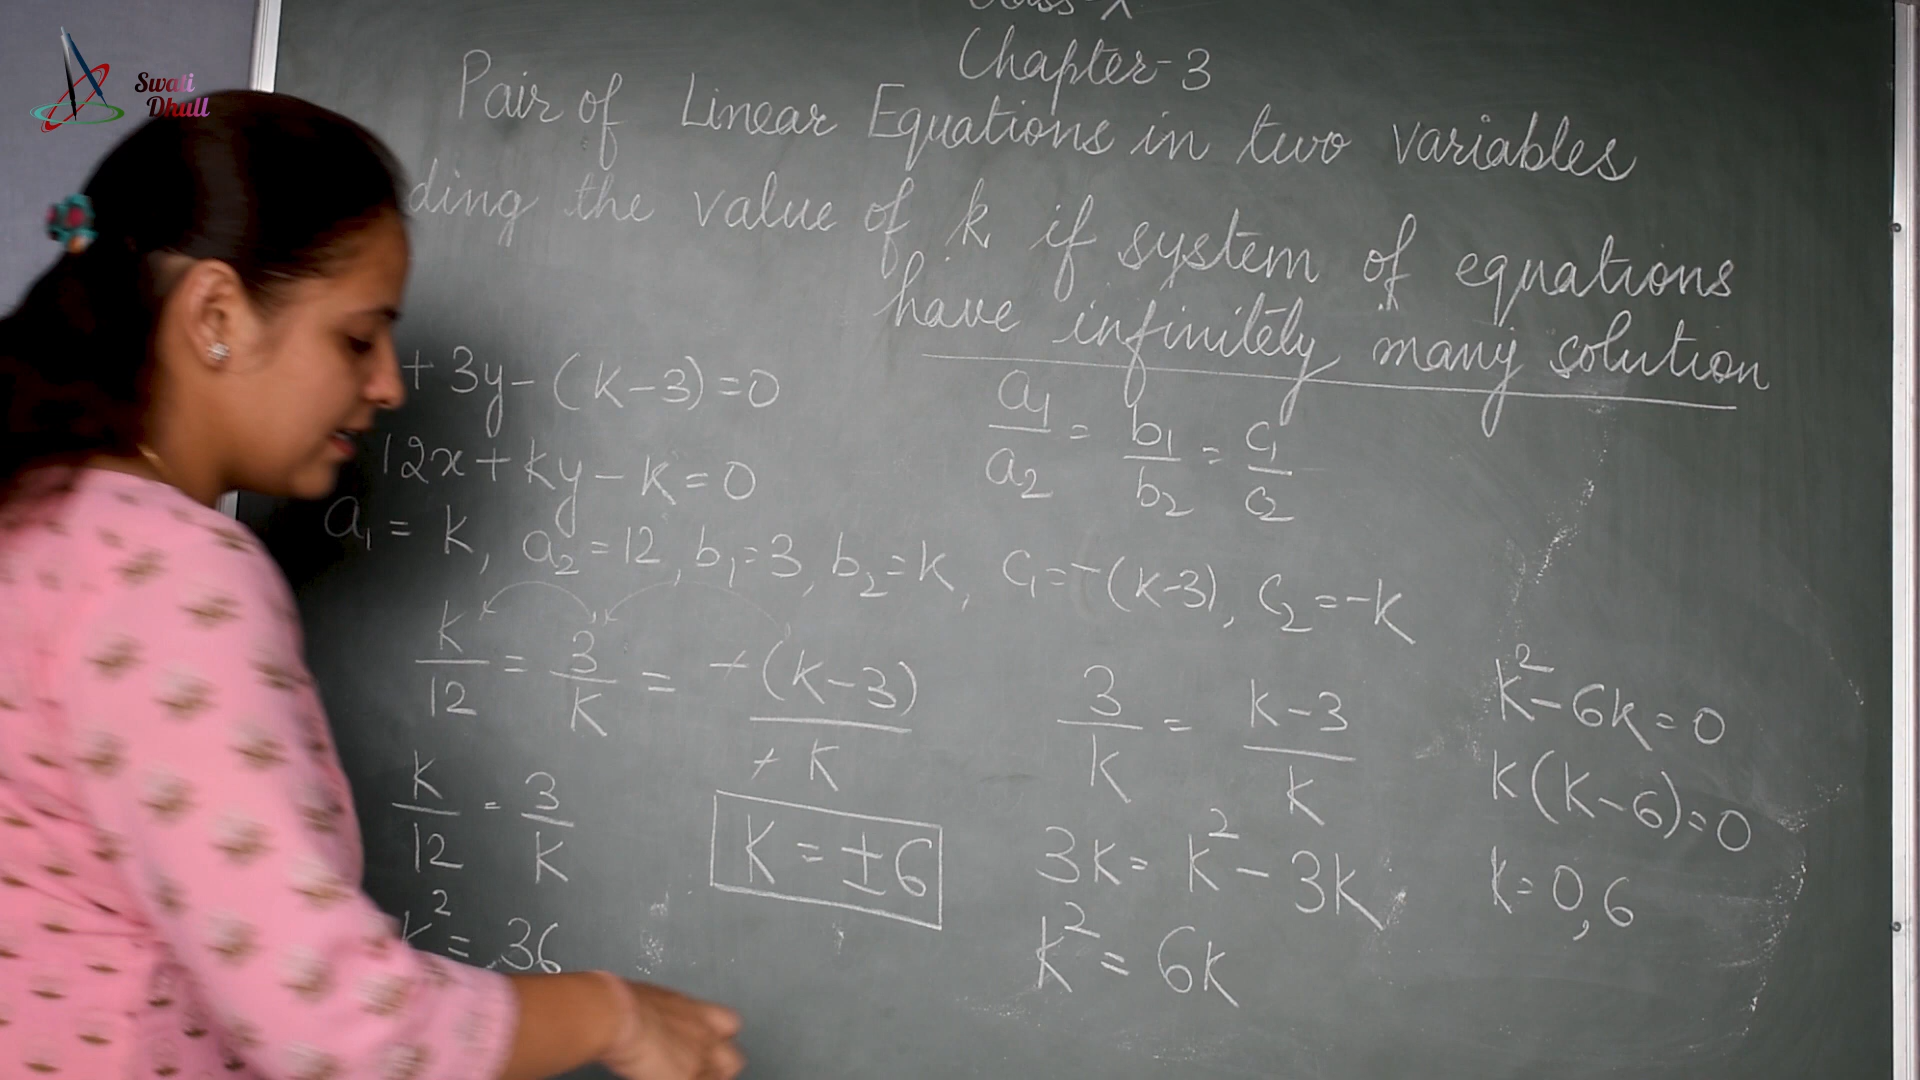 Swati
Dhull
Class-X
Chapter-3
Pair of Linear Equations in two variables
ding the value of k if system of equations
have infinitely many solution
+ 3y - (k-3) = 0
12x + ky - k = 0
a₁/a₂ = b₁/b₂ = c₁/c₂
a₁ = k, a₂ = 12, b₁ = 3, b₂ = k, c₁ = -(k-3), c₂ = -k
k/12 = 3/k = -(k-3)/-k
k/12 = 3/k
k² = 36
k = ±6
3/k = k-3/k
3k = k² - 3k
k² = 6k
k² - 6k = 0
k(k-6) = 0
k = 0, 6